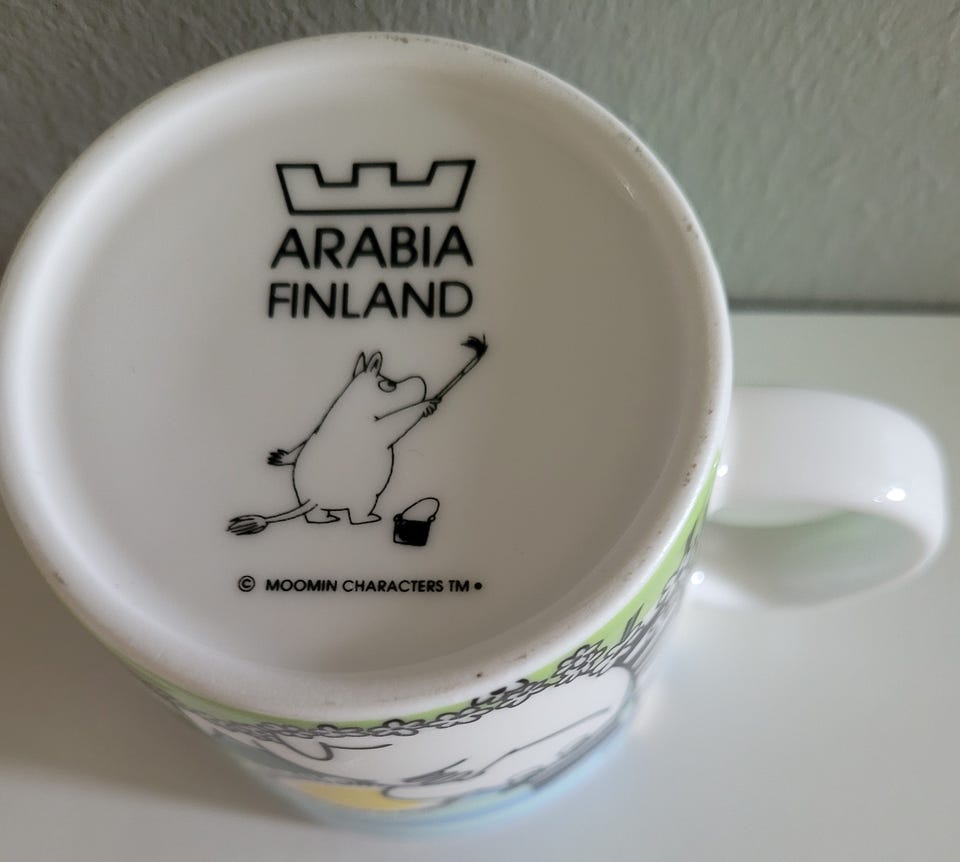 ARABIA
FINLAND
© MOOMIN CHARACTERS TM •